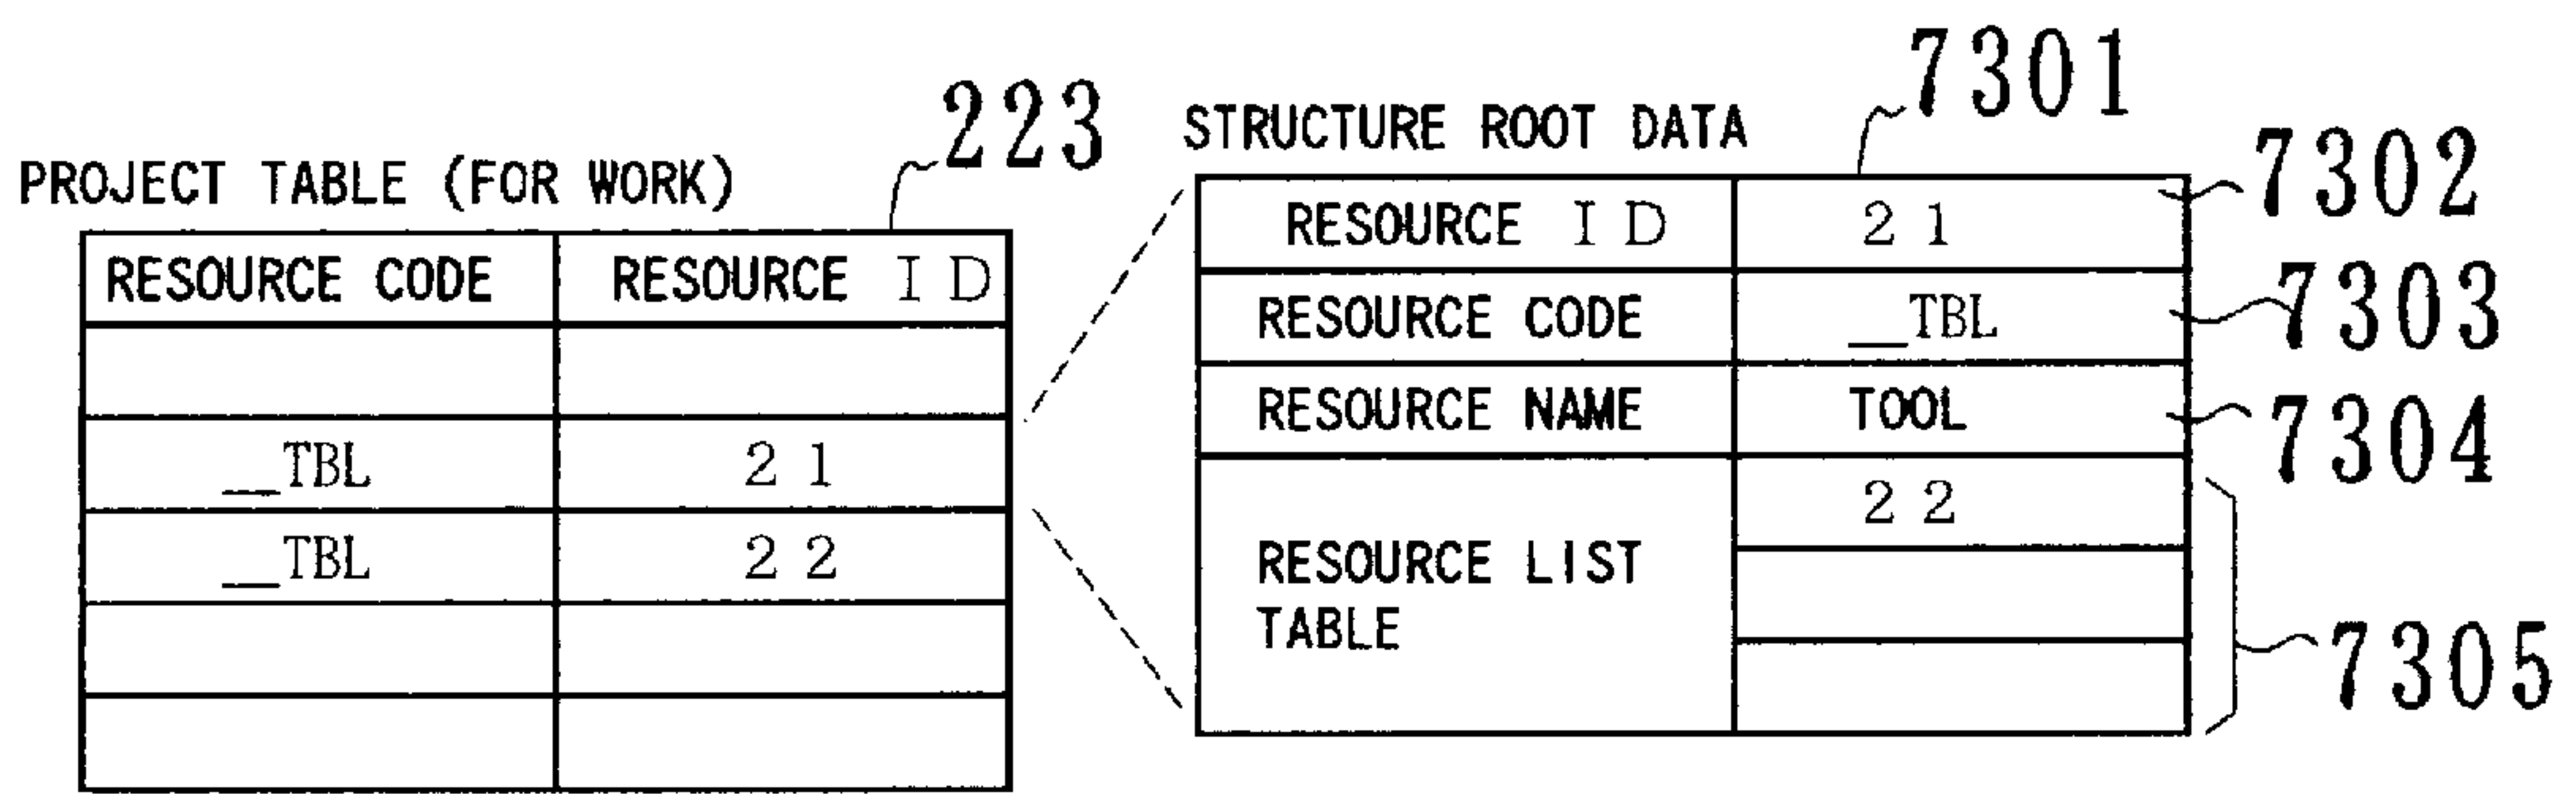 PROJECT TABLE (FOR WORK)
223
RESOURCE CODE RESOURCE ID
__TBL 21
__TBL 22
STRUCTURE ROOT DATA
7301
RESOURCE ID 21 7302
RESOURCE CODE __TBL 7303
RESOURCE NAME TOOL 7304
RESOURCE LIST TABLE 22
7305